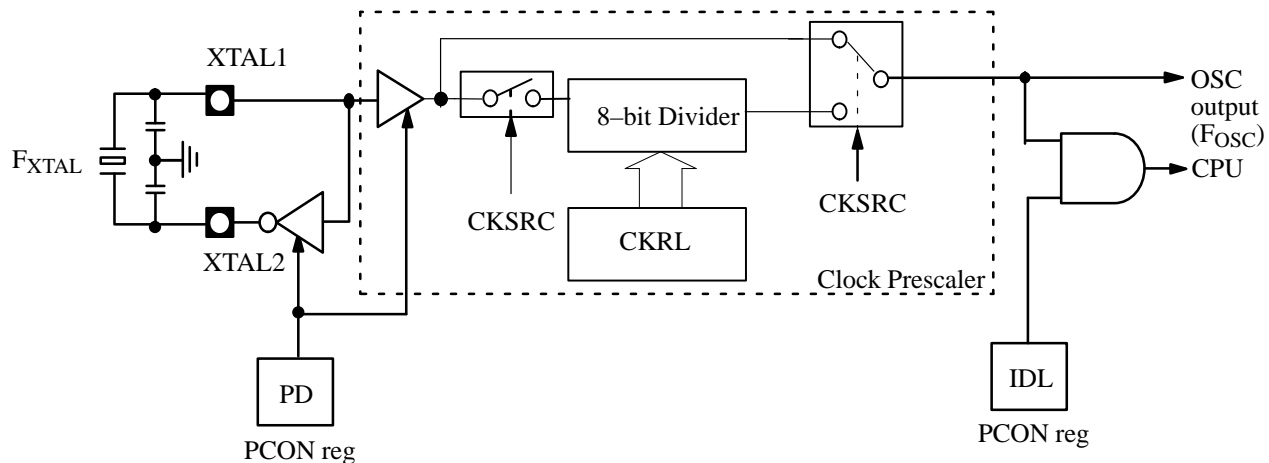 XTAL1
OSC
output
(FOSC)
8–bit Divider
FXTAL
CPU
CKSRC
CKSRC
CKRL
XTAL2
Clock Prescaler
PD
IDL
PCON reg
PCON reg